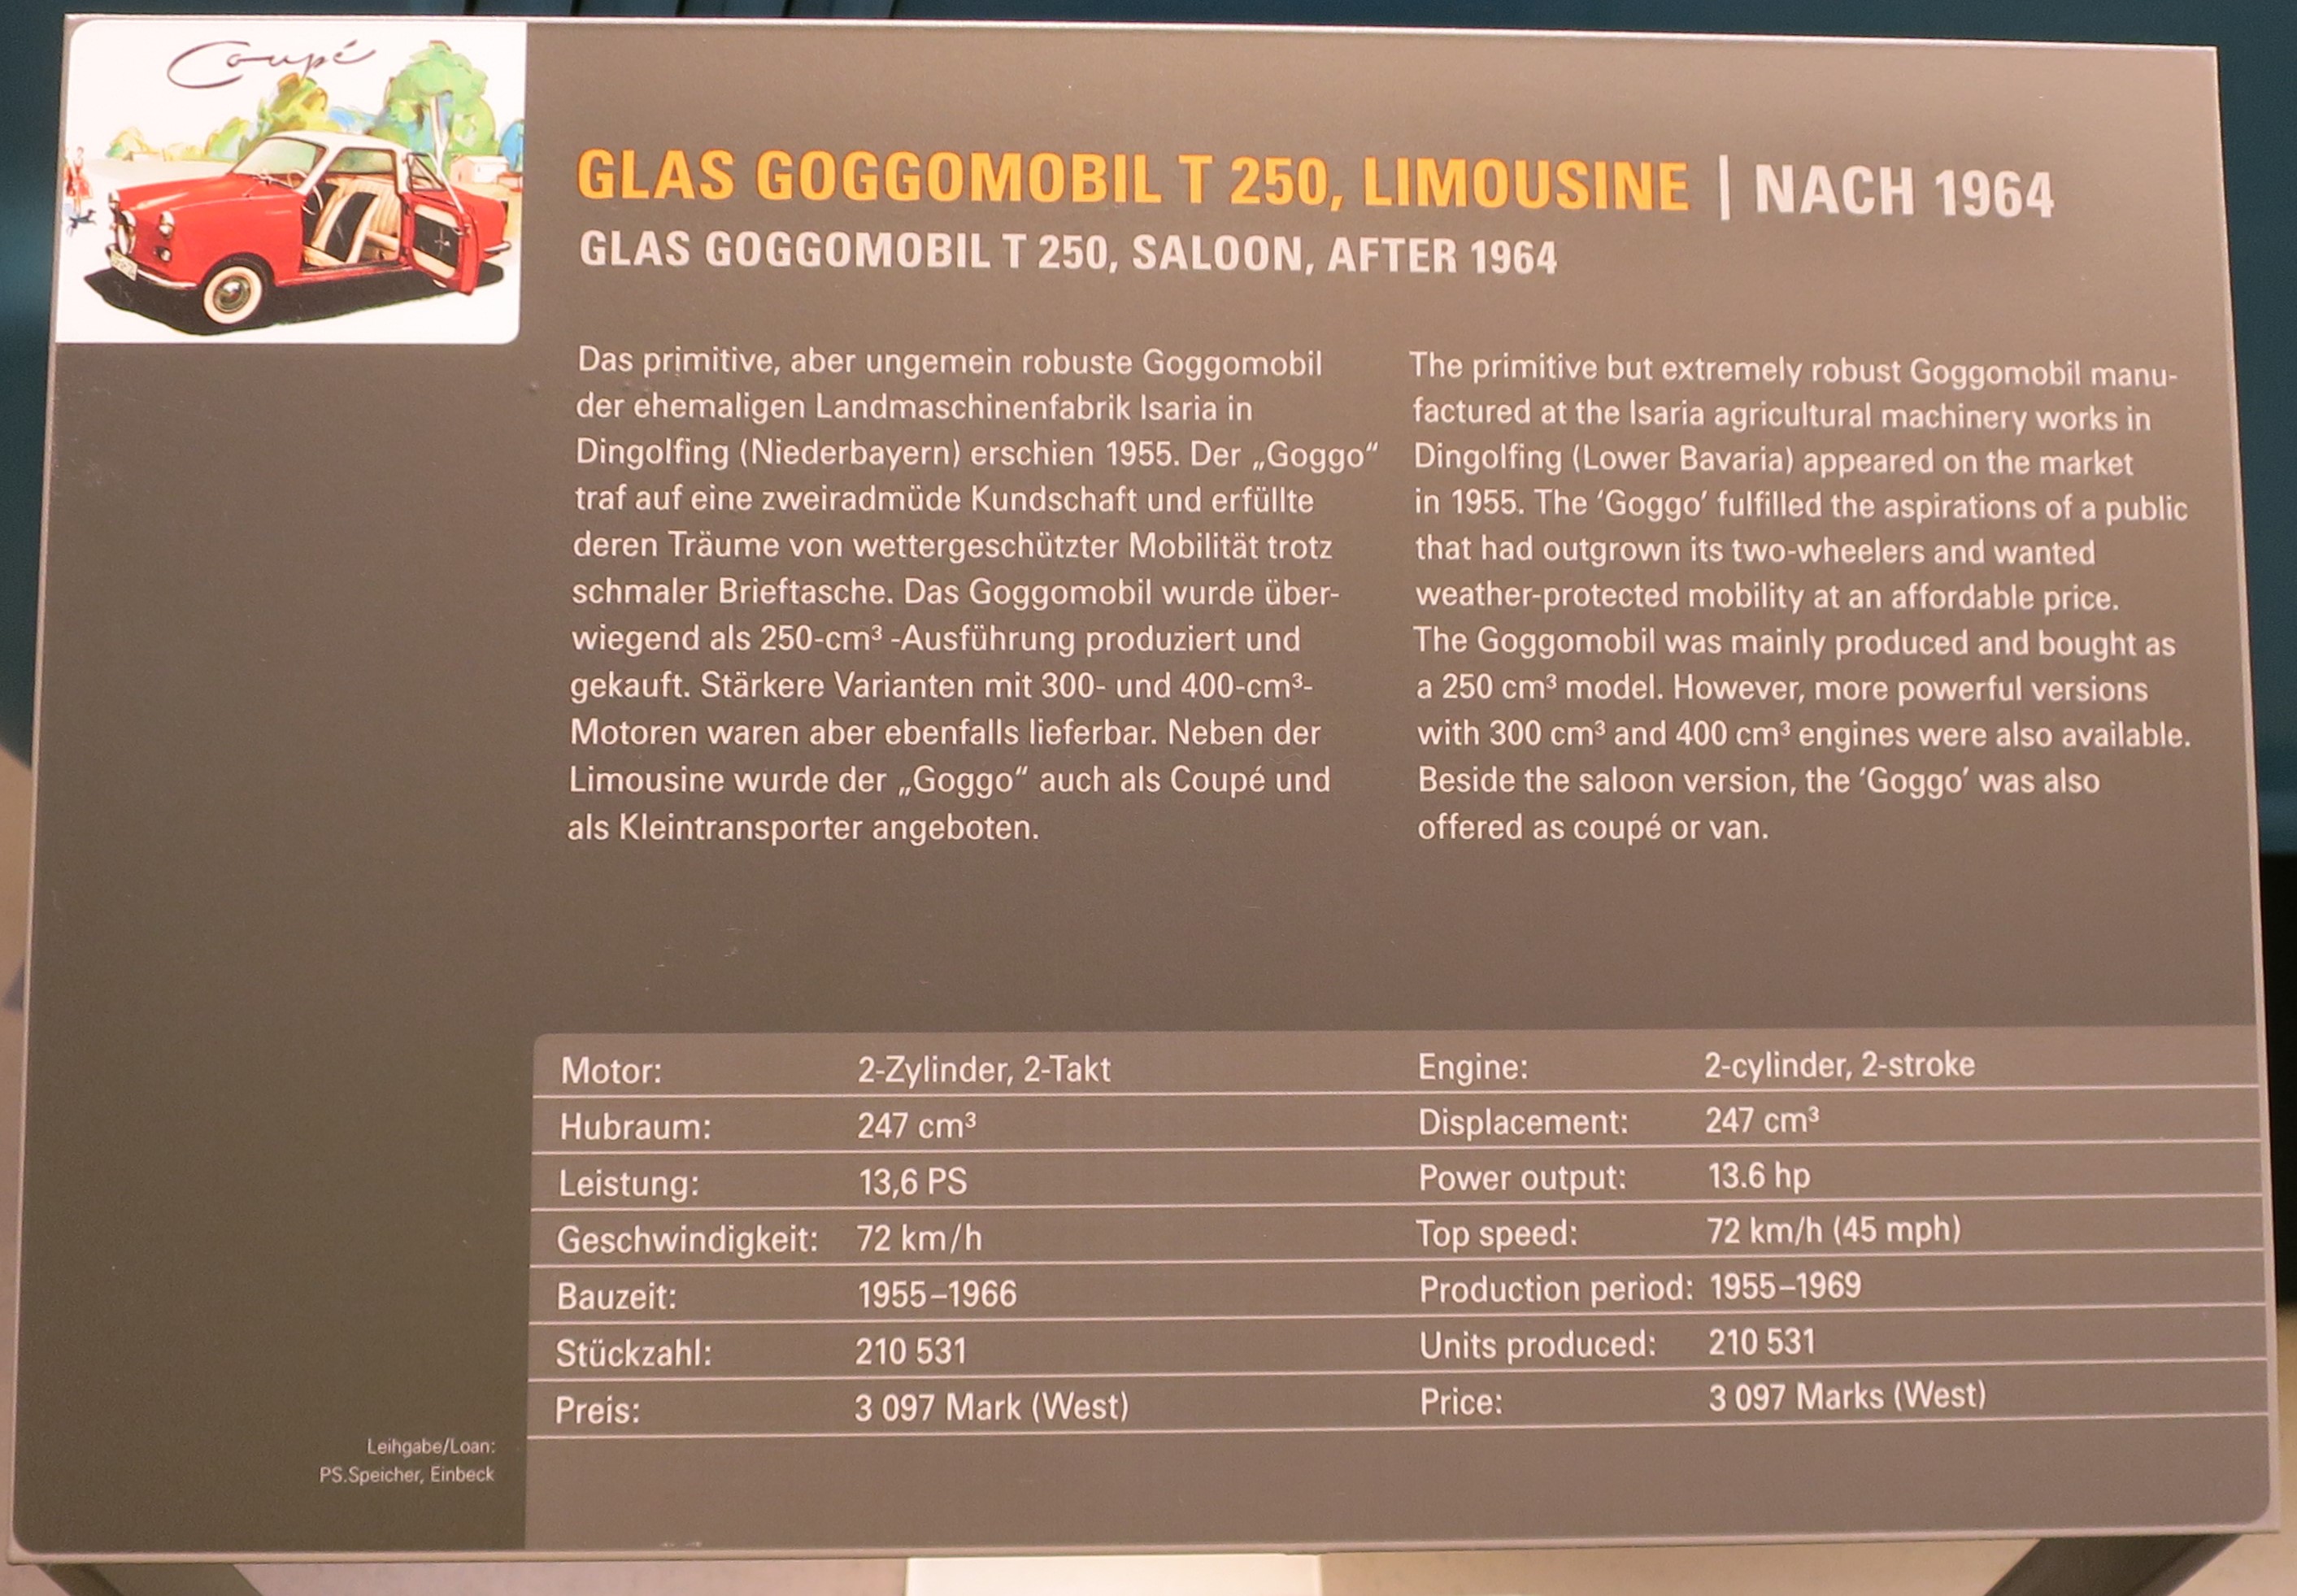 Coupé
GLAS GOGGOMOBIL T 250, LIMOUSINE | NACH 1964
GLAS GOGGOMOBIL T 250, SALOON, AFTER 1964
Das primitive, aber ungemein robuste Goggomobil
der ehemaligen Landmaschinenfabrik Isaria in
Dingolfing (Niederbayern) erschien 1955. Der „Goggo“
traf auf eine zweiradmüde Kundschaft und erfüllte
deren Träume von wettergeschützter Mobilität trotz
schmaler Brieftasche. Das Goggomobil wurde über-
wiegend als 250-cm³ -Ausführung produziert und
gekauft. Stärkere Varianten mit 300- und 400-cm³-
Motoren waren aber ebenfalls lieferbar. Neben der
Limousine wurde der „Goggo“ auch als Coupé und
als Kleintransporter angeboten.
The primitive but extremely robust Goggomobil manu-
factured at the Isaria agricultural machinery works in
Dingolfing (Lower Bavaria) appeared on the market
in 1955. The ‘Goggo’ fulfilled the aspirations of a public
that had outgrown its two-wheelers and wanted
weather-protected mobility at an affordable price.
The Goggomobil was mainly produced and bought as
a 250 cm³ model. However, more powerful versions
with 300 cm³ and 400 cm³ engines were also available.
Beside the saloon version, the ‘Goggo’ was also
offered as coupé or van.
Motor: 2-Zylinder, 2-Takt
Hubraum: 247 cm³
Leistung: 13,6 PS
Geschwindigkeit: 72 km/h
Bauzeit: 1955–1966
Stückzahl: 210 531
Preis: 3 097 Mark (West)
Engine: 2-cylinder, 2-stroke
Displacement: 247 cm³
Power output: 13.6 hp
Top speed: 72 km/h (45 mph)
Production period: 1955–1969
Units produced: 210 531
Price: 3 097 Marks (West)
Leihgabe/Loan:
PS.Speicher, Einbeck